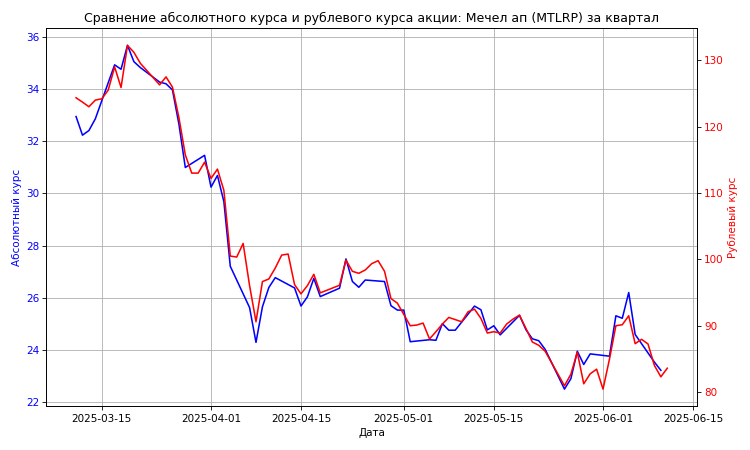 Сравнение абсолютного курса и рублевого курса акции: Мечел ап (MTLRP) за квартал
36
34
32
30
28
26
24
22
Абсолютный курс
130
120
110
100
90
80
Рублевый курс
2025-03-15 2025-04-01 2025-04-15 2025-05-01 2025-05-15 2025-06-01 2025-06-15
Дата